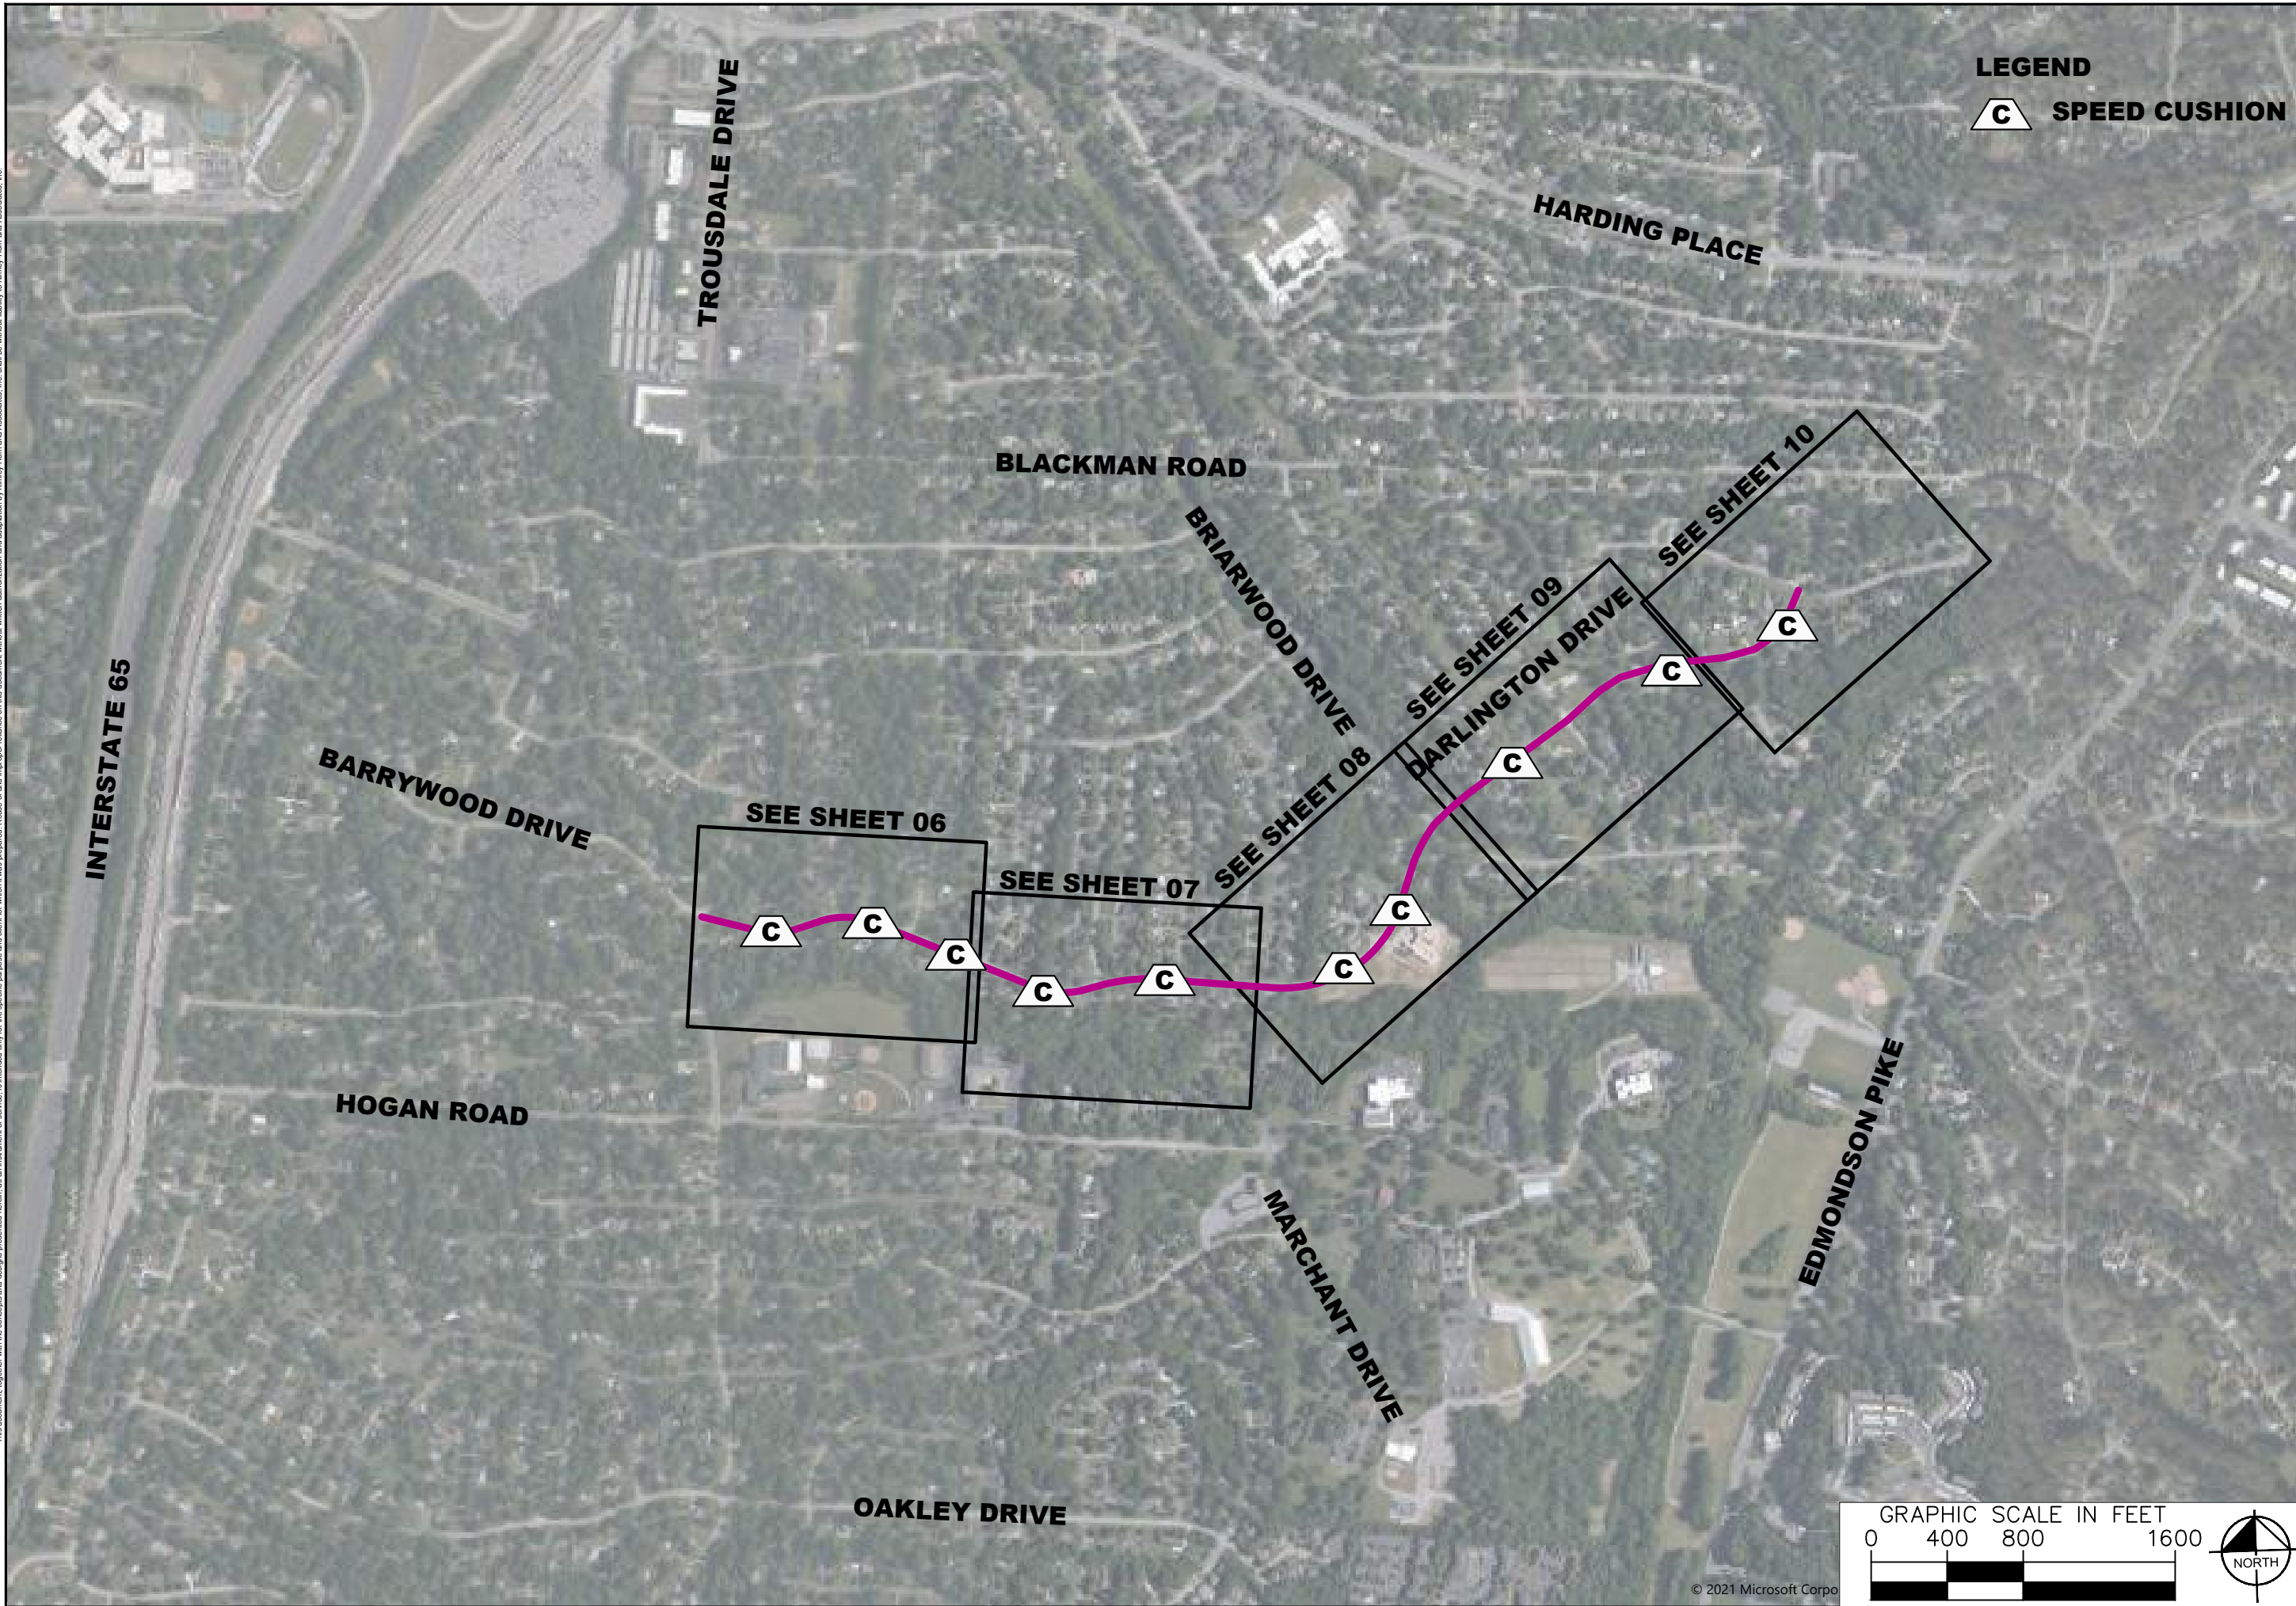 LEGEND
C SPEED CUSHION
TROUSDALE DRIVE
HARDING PLACE
BLACKMAN ROAD
SEE SHEET 10
BRIARWOOD DRIVE
SEE SHEET 09
DARLINGTON DRIVE
C
C
INTERSTATE 65
BARRYWOOD DRIVE
SEE SHEET 08
C
SEE SHEET 06
SEE SHEET 07
C
C
C
C
C
C
C
HOGAN ROAD
EDMONDSON PIKE
MARCHANT DRIVE
OAKLEY DRIVE
GRAPHIC SCALE IN FEET
0 400 800 1600
NORTH
© 2021 Microsoft Corpo